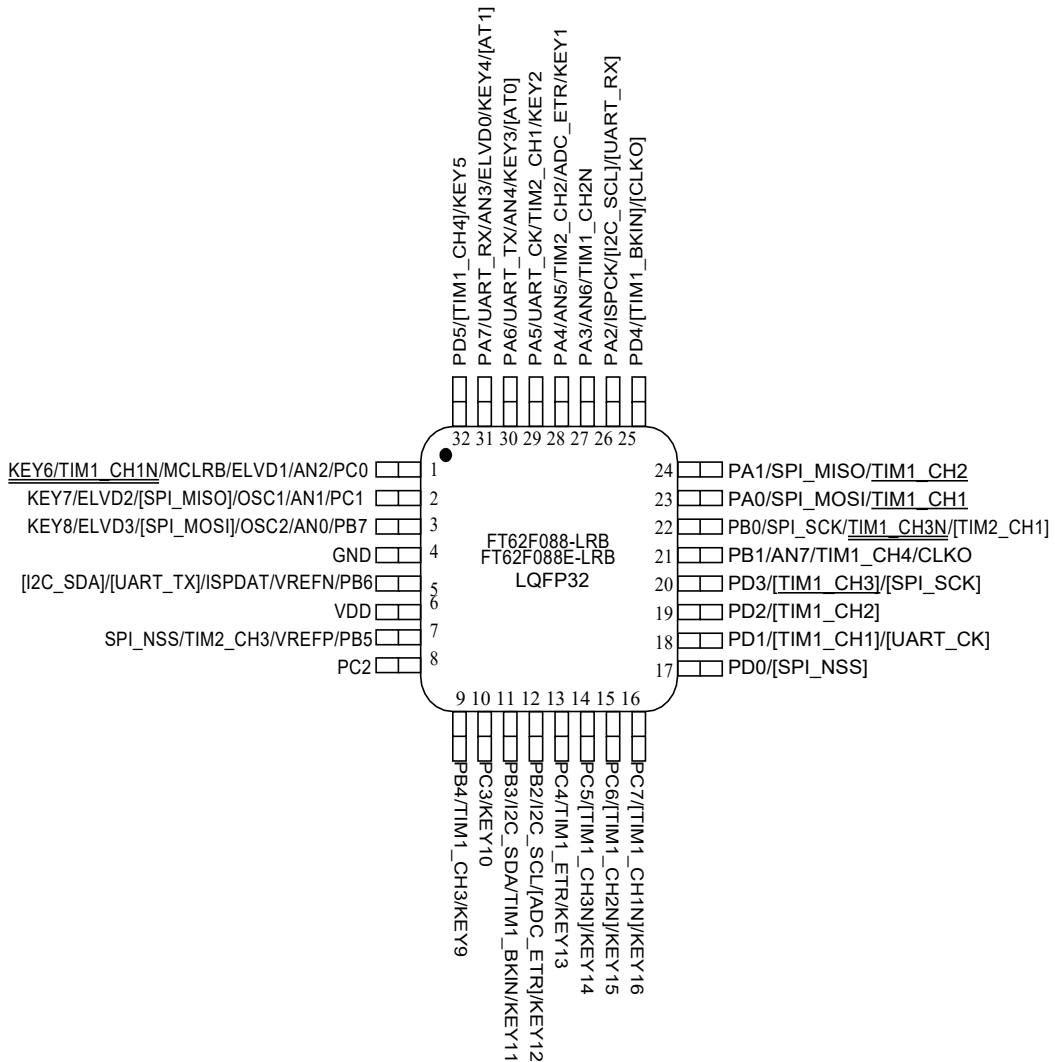 PD5/[TIM1_CH4]/KEY5
PA7/UART_RX/AN3/ELVD0/KEY4/[AT1]
PA6/UART_TX/AN4/KEY3/[AT0]
PA5/UART_CK/TIM2_CH1/KEY2
PA4/AN5/TIM2_CH2/ADC_ETR/KEY1
PA3/AN6/TIM1_CH2N
PA2/ISPCK/[I2C_SCL]/[UART_RX]
PD4/[TIM1_BKIN]/[CLKO]
32 31 30 29 28 27 26 25
KEY6/TIM1_CH1N/MCLRB/ELVD1/AN2/PC0 1
KEY7/ELVD2/[SPI_MISO]/OSC1/AN1/PC1 2
KEY8/ELVD3/[SPI_MOSI]/OSC2/AN0/PB7 3
GND 4
[I2C_SDA]/[UART_TX]/ISPDAT/VREFN/PB6 5
VDD 6
SPI_NSS/TIM2_CH3/VREFP/PB5 7
PC2 8
FT62F088-LRB
FT62F088E-LRB
LQFP32
24 PA1/SPI_MISO/TIM1_CH2
23 PA0/SPI_MOSI/TIM1_CH1
22 PB0/SPI_SCK/TIM1_CH3N/[TIM2_CH1]
21 PB1/AN7/TIM1_CH4/CLKO
20 PD3/[TIM1_CH3]/[SPI_SCK]
19 PD2/[TIM1_CH2]
18 PD1/[TIM1_CH1]/[UART_CK]
17 PD0/[SPI_NSS]
9 10 11 12 13 14 15 16
PB4/TIM1_CH3/KEY9
PC3/KEY10
PB3/I2C_SDA/TIM1_BKIN/KEY11
PB2/I2C_SCL/[ADC_ETR]/KEY12
PC4/TIM1_ETR/KEY13
PC5/[TIM1_CH3N]/KEY14
PC6/[TIM1_CH2N]/KEY15
PC7/[TIM1_CH1N]/KEY16